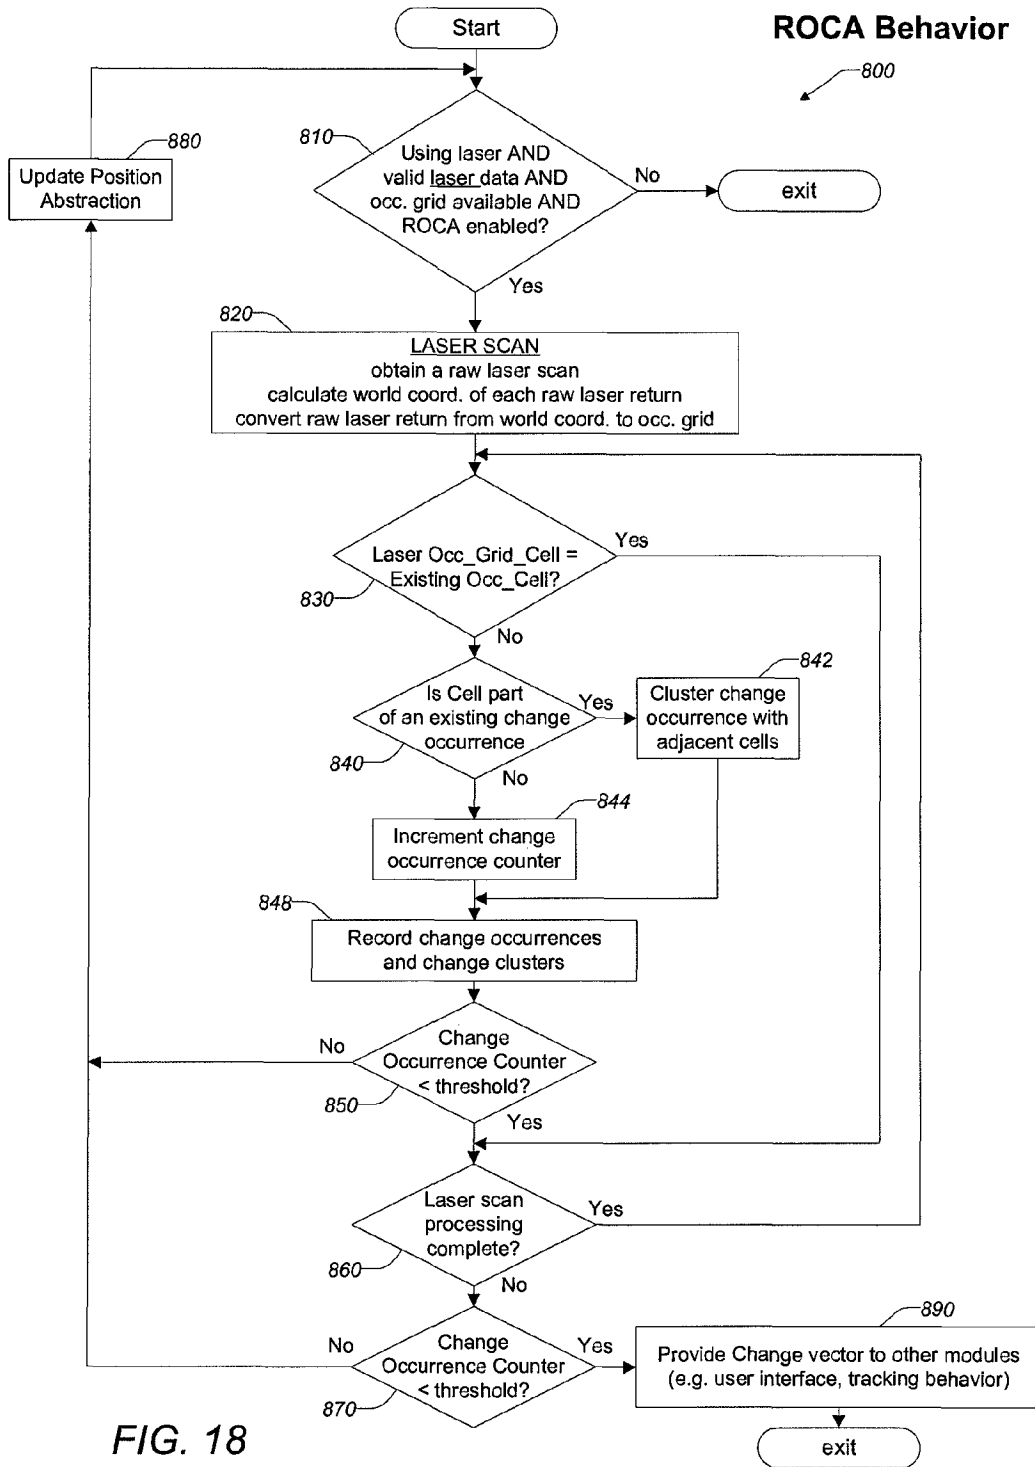 ROCA Behavior
800
Start
880
Update Position
Abstraction
810
Using laser AND
valid laser data AND
occ. grid available AND
ROCA enabled?
No
exit
Yes
820
LASER SCAN
obtain a raw laser scan
calculate world coord. of each raw laser return
convert raw laser return from world coord. to occ. grid
Laser Occ_Grid_Cell =
Existing Occ_Cell?
Yes
830
No
Is Cell part
of an existing change
occurrence
Yes
840
No
842
Cluster change
occurrence with
adjacent cells
844
Increment change
occurrence counter
848
Record change occurrences
and change clusters
Change
Occurrence Counter
< threshold?
No
850
Yes
Laser scan
processing
complete?
Yes
860
No
Change
Occurrence Counter
< threshold?
No
Yes
870
890
Provide Change vector to other modules
(e.g. user interface, tracking behavior)
exit
FIG. 18